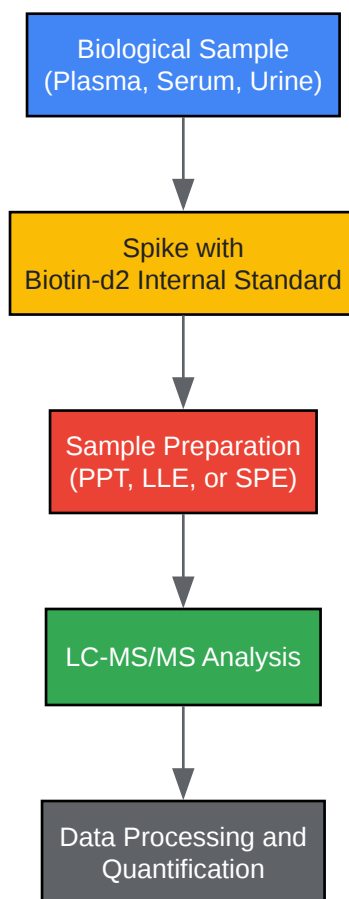 Biological Sample
(Plasma, Serum, Urine)
Spike with
Biotin-d2 Internal Standard
Sample Preparation
(PPT, LLE, or SPE)
LC-MS/MS Analysis
Data Processing and
Quantification